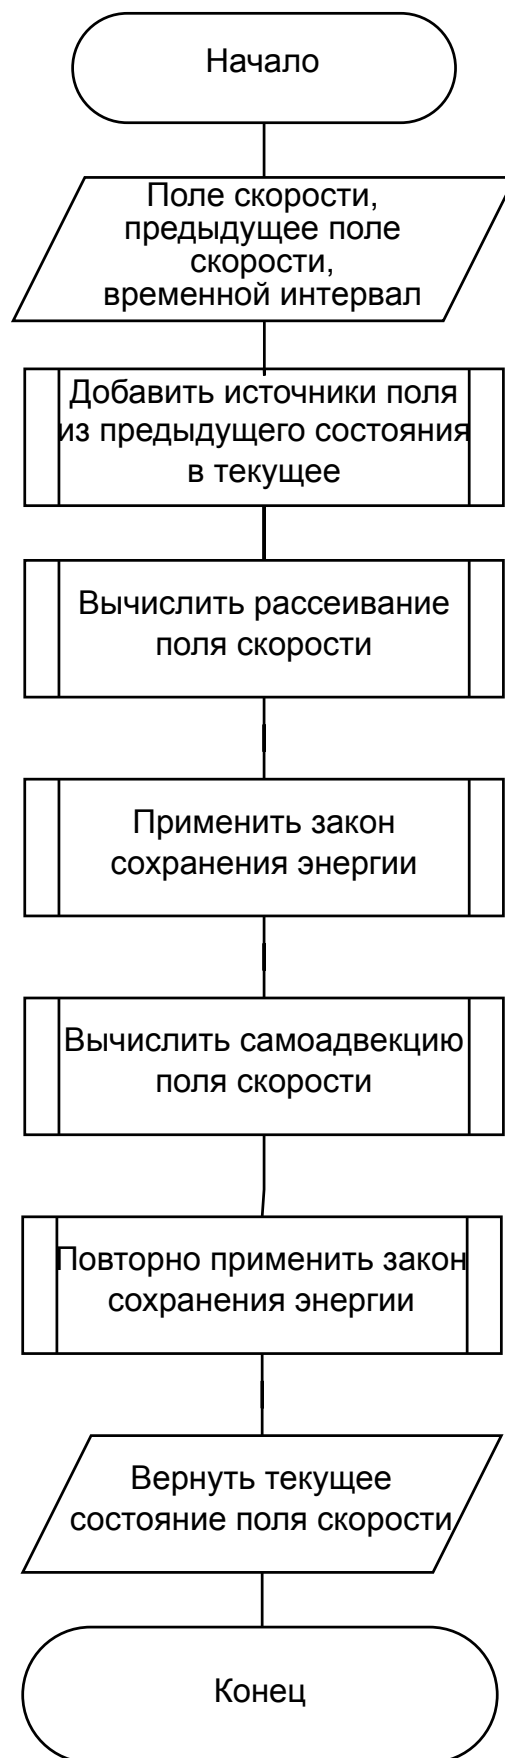 Начало
Поле скорости,
предыдущее поле
скорости,
временной интервал
Добавить источники поля
из предыдущего состояния
в текущее
Вычислить рассеивание
поля скорости
Применить закон
сохранения энергии
Вычислить самоадвекцию
поля скорости
Повторно применить закон
сохранения энергии
Вернуть текущее
состояние поля скорости
Конец